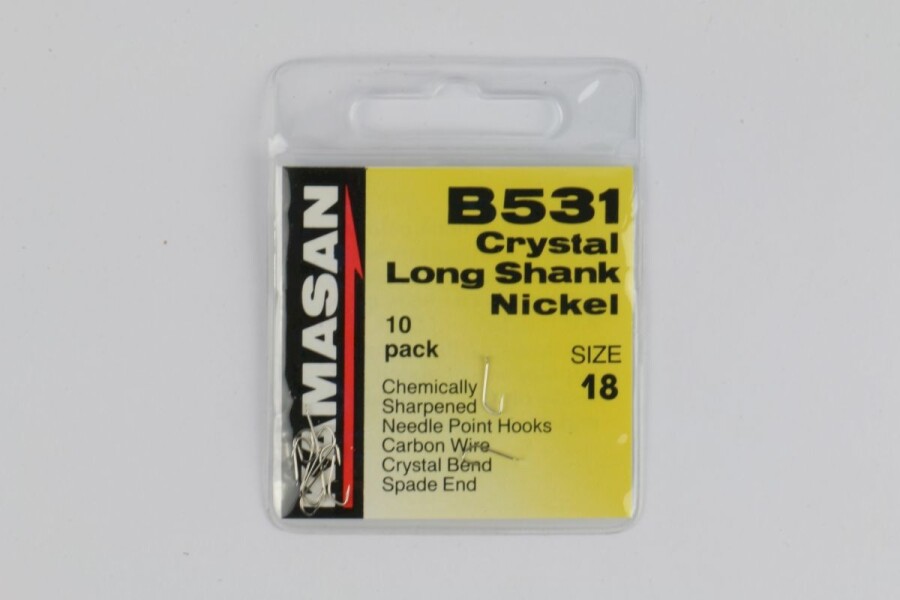 KAMASAN
B531
Crystal
Long Shank
Nickel
10
pack
SIZE
18
Chemically
Sharpened
Needle Point Hooks
Carbon Wire
Crystal Bend
Spade End